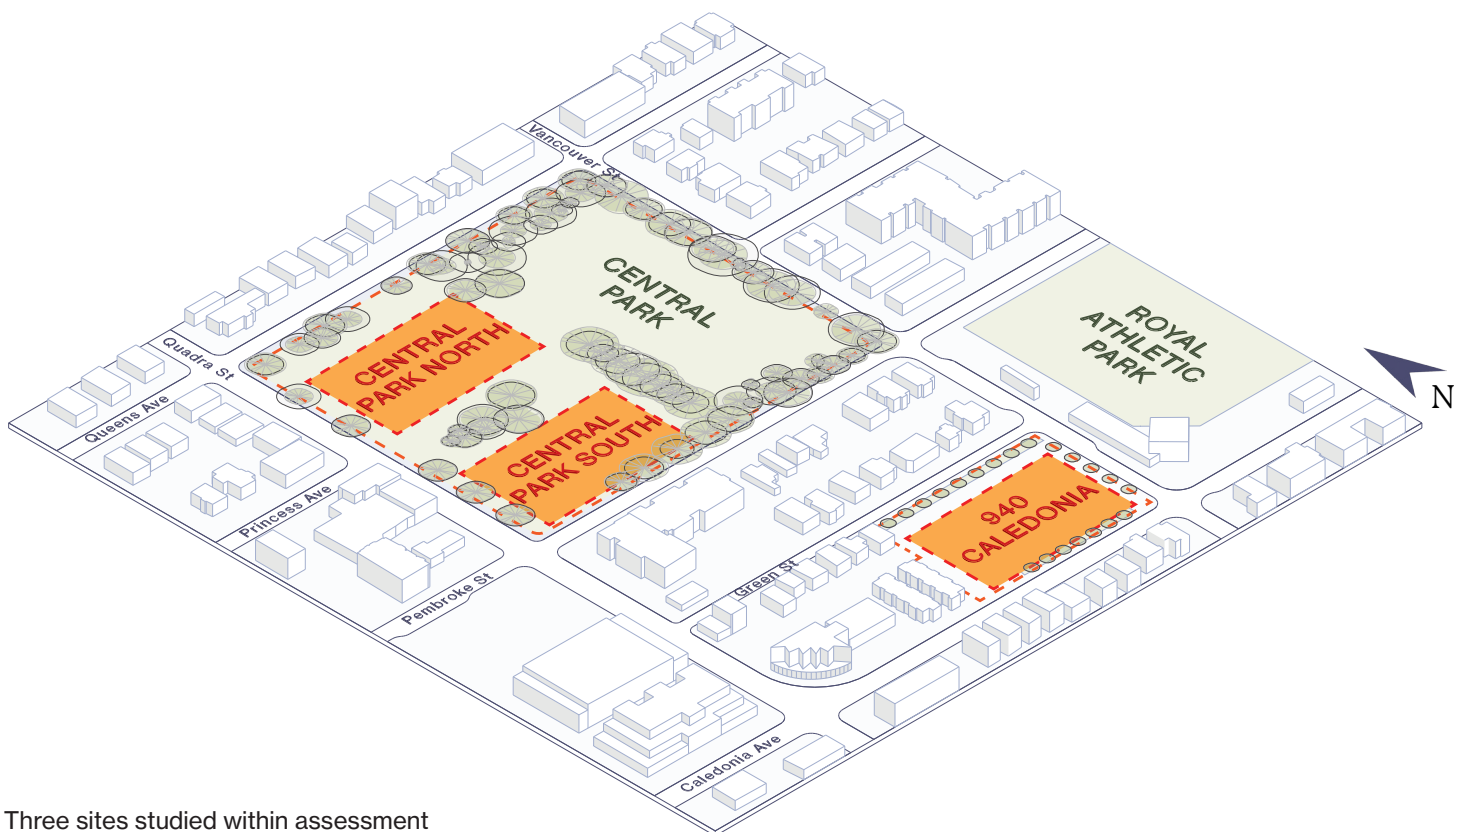 Vancouver St
CENTRAL
PARK
ROYAL
ATHLETIC
PARK
Quadra St
CENTRAL
PARK NORTH
N
Queens Ave
CENTRAL
PARK SOUTH
Princess Ave
940
CALEDONIA
Green St
Pembroke St
Caledonia Ave
Three sites studied within assessment